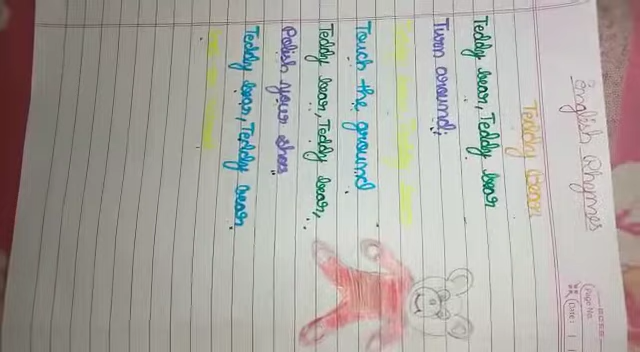 English Rhymes
Page No.
Date:
Teddy bear
Teddy bear, Teddy bear
Turn around,
Touch the ground
Teddy bear, Teddy bear,
Polish your shoes
Teddy bear, Teddy bear